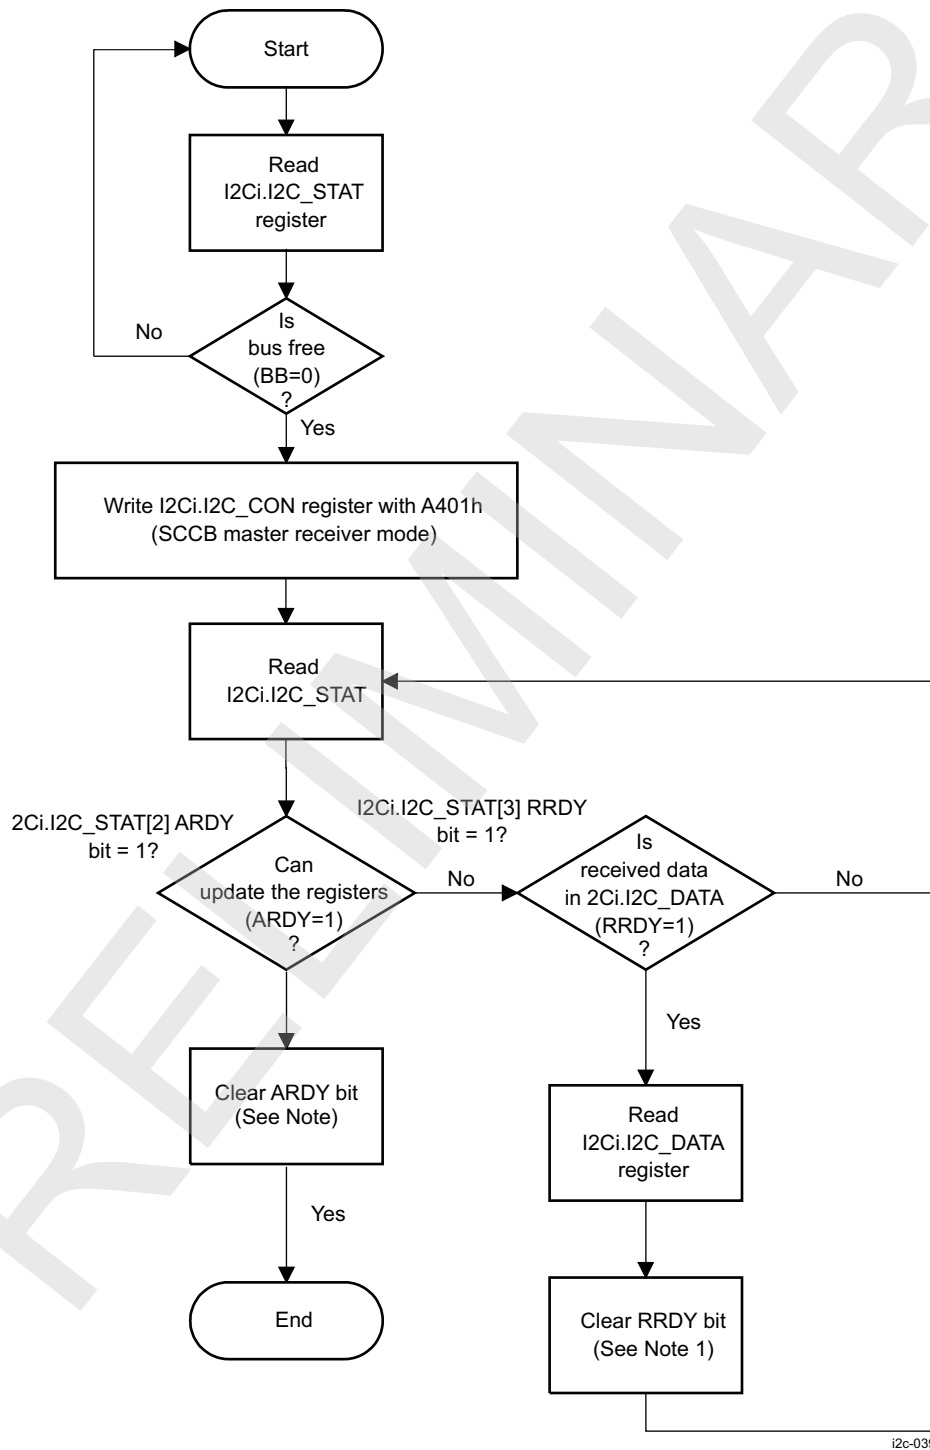 Start
Read
I2Ci.I2C_STAT
register
Is
bus free
(BB=0)
?
No
Yes
Write I2Ci.I2C_CON register with A401h
(SCCB master receiver mode)
Read
I2Ci.I2C_STAT
2Ci.I2C_STAT[2] ARDY
bit = 1?
I2Ci.I2C_STAT[3] RRDY
bit = 1?
Can
update the registers
(ARDY=1)
?
No
Is
received data
in 2Ci.I2C_DATA
(RRDY=1)
?
No
Yes
Clear ARDY bit
(See Note)
Read
I2Ci.I2C_DATA
register
Yes
End
Clear RRDY bit
(See Note 1)
i2c-039
RELIMINAR